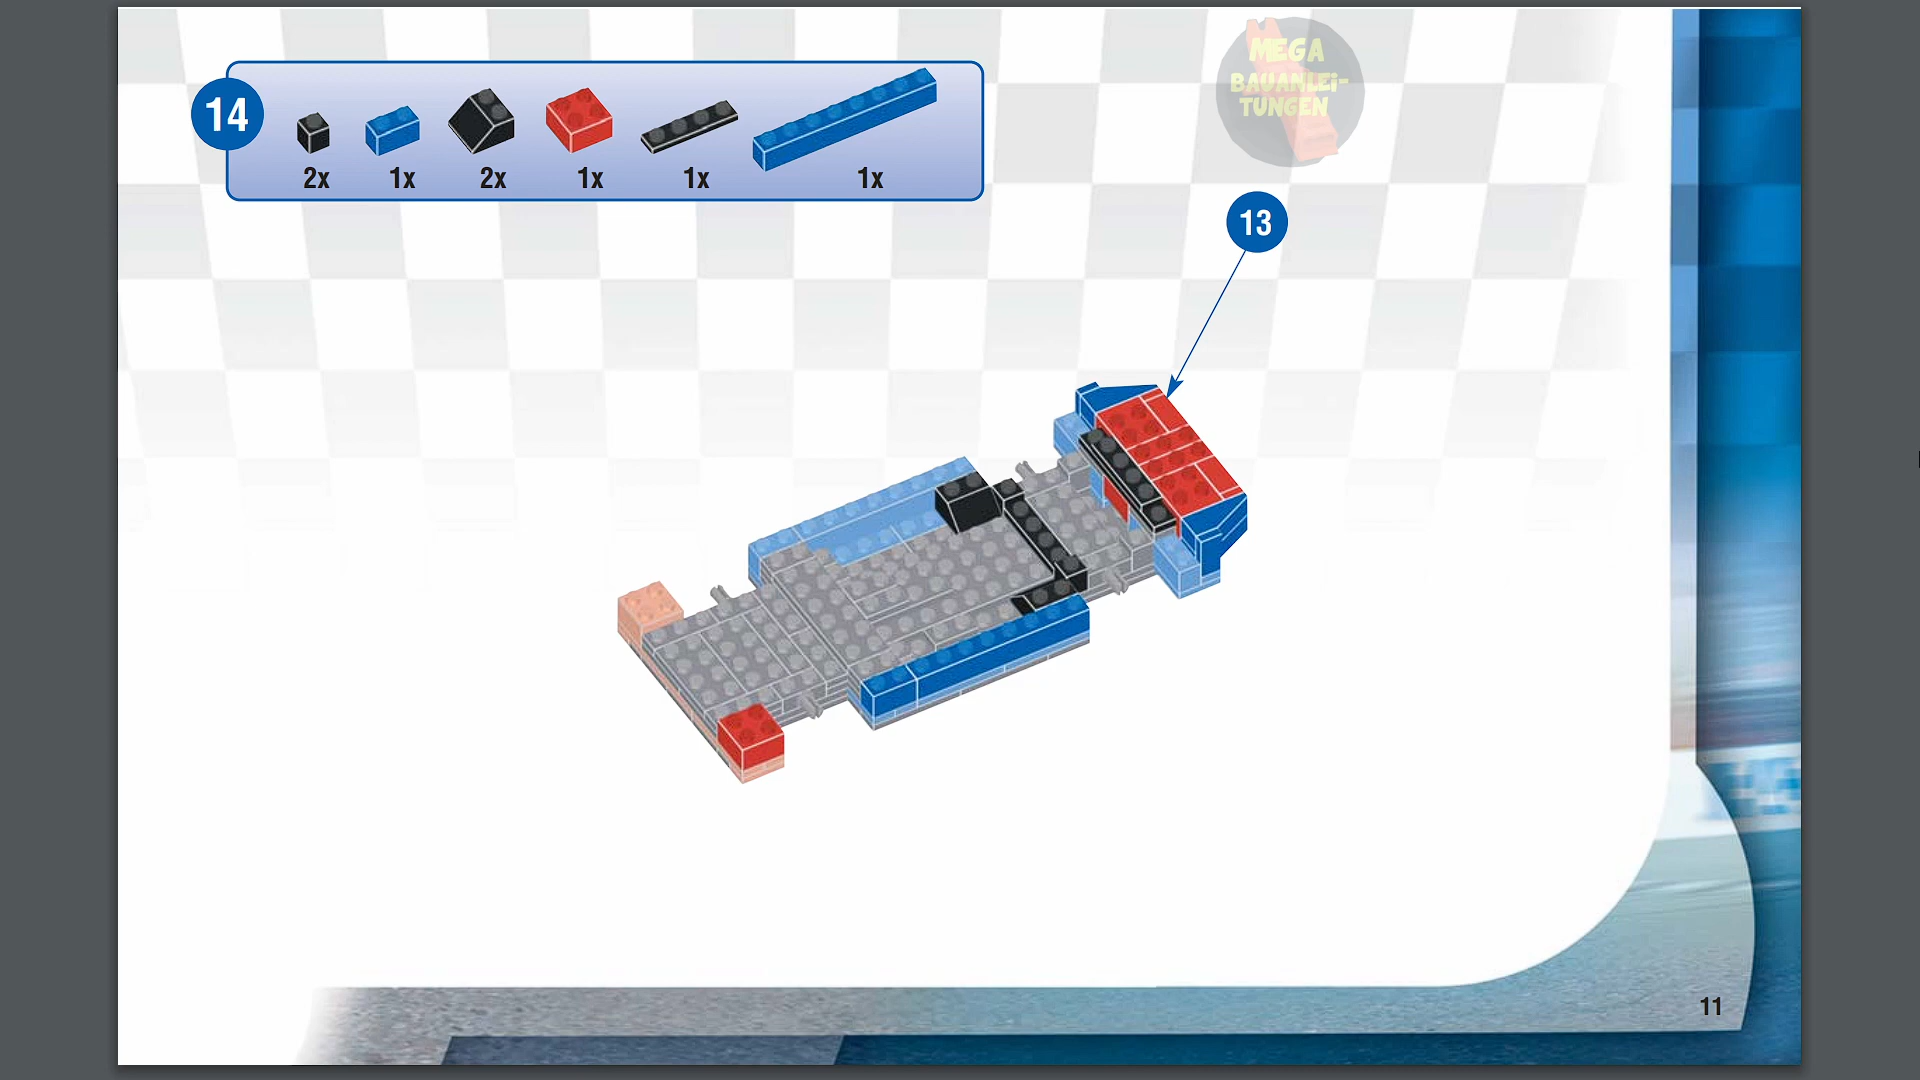 14
2x 1x 2x 1x 1x 1x
MEGA
BAUANLEi-
TUNGEN
13
11